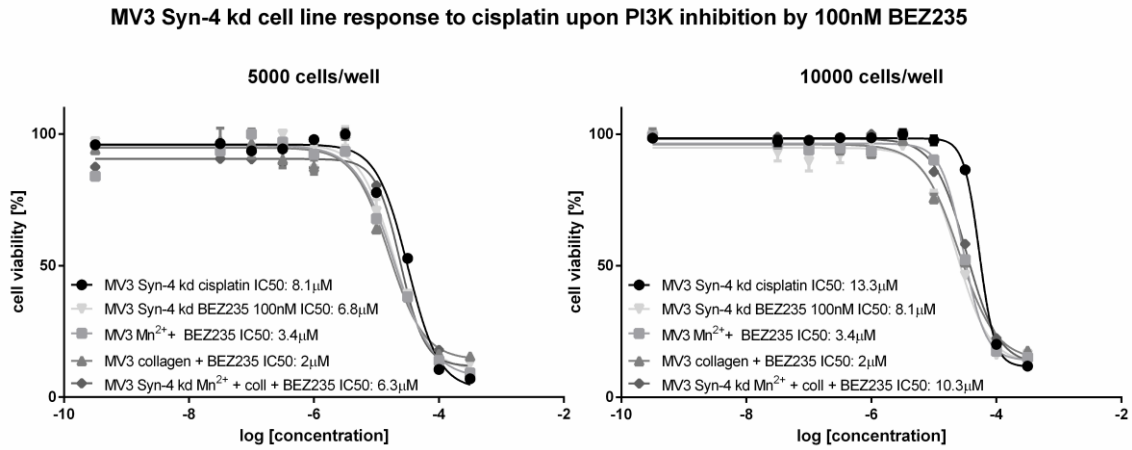 MV3 Syn-4 kd cell line response to cisplatin upon PI3K inhibition by 100nM BEZ235
5000 cells/well
100
50
0
cell viability [%]
MV3 Syn-4 kd cisplatin IC50: 8.1µM
MV3 Syn-4 kd BEZ235 100nM IC50: 6.8µM
MV3 Mn²⁺+ BEZ235 IC50: 3.4µM
MV3 collagen + BEZ235 IC50: 2µM
MV3 Syn-4 kd Mn²⁺ + coll + BEZ235 IC50: 6.3µM
-10 -8 -6 -4 -2
log [concentration]
10000 cells/well
100
50
0
cell viability [%]
MV3 Syn-4 kd cisplatin IC50: 13.3µM
MV3 Syn-4 kd BEZ235 100nM IC50: 8.1µM
MV3 Mn²⁺+ BEZ235 IC50: 3.4µM
MV3 collagen + BEZ235 IC50: 2µM
MV3 Syn-4 kd Mn²⁺ + coll + BEZ235 IC50: 10.3µM
-10 -8 -6 -4 -2
log [concentration]